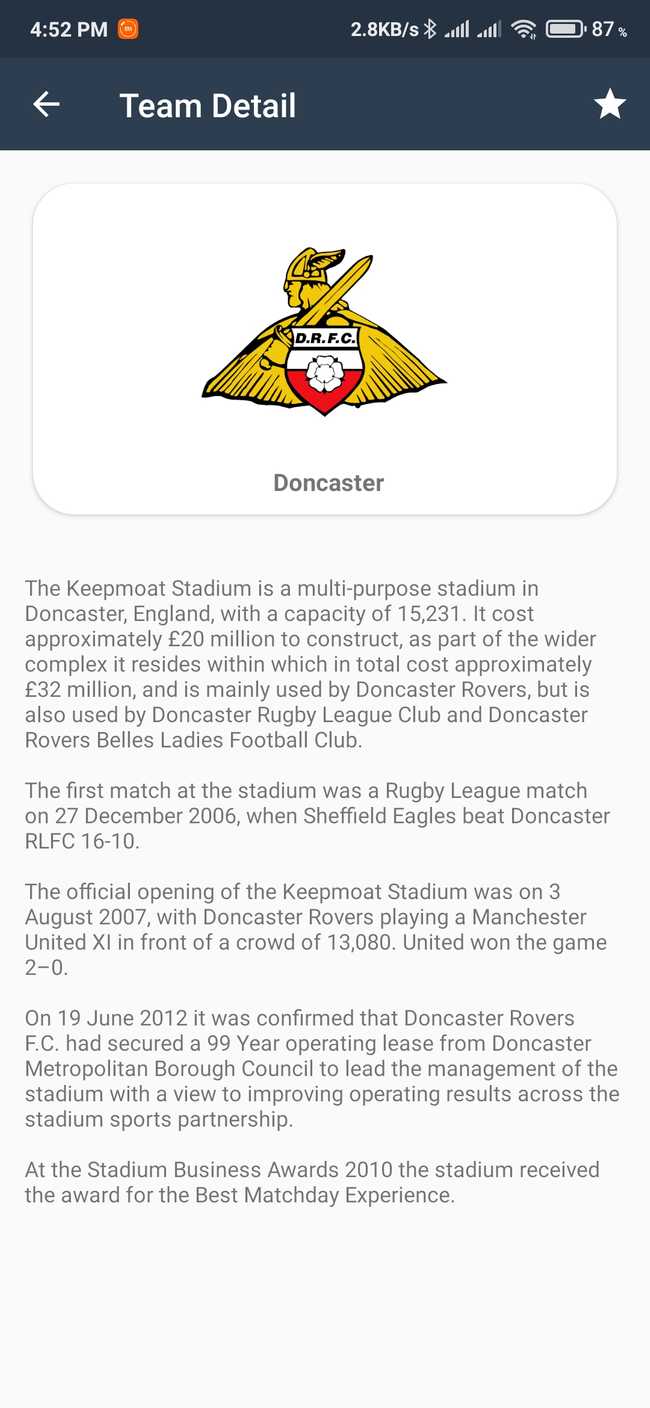 4:52 PM 2.8KB/s 87 %
Team Detail
D.R.F.C.
Doncaster
The Keepmoat Stadium is a multi-purpose stadium in
Doncaster, England, with a capacity of 15,231. It cost
approximately £20 million to construct, as part of the wider
complex it resides within which in total cost approximately
£32 million, and is mainly used by Doncaster Rovers, but is
also used by Doncaster Rugby League Club and Doncaster
Rovers Belles Ladies Football Club.
The first match at the stadium was a Rugby League match
on 27 December 2006, when Sheffield Eagles beat Doncaster
RLFC 16-10.
The official opening of the Keepmoat Stadium was on 3
August 2007, with Doncaster Rovers playing a Manchester
United XI in front of a crowd of 13,080. United won the game
2–0.
On 19 June 2012 it was confirmed that Doncaster Rovers
F.C. had secured a 99 Year operating lease from Doncaster
Metropolitan Borough Council to lead the management of the
stadium with a view to improving operating results across the
stadium sports partnership.
At the Stadium Business Awards 2010 the stadium received
the award for the Best Matchday Experience.